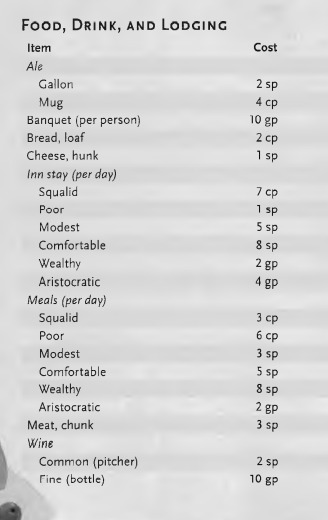 Food, Drink, and Lodging
Item Cost
Ale
Gallon 2 sp
Mug 4 cp
Banquet (per person) 10 gp
Bread, loaf 2 cp
Cheese, hunk 1 sp
Inn stay (per day)
Squalid 7 cp
Poor 1 sp
Modest 5 sp
Comfortable 8 sp
Wealthy 2 gp
Aristocratic 4 gp
Meals (per day)
Squalid 3 cp
Poor 6 cp
Modest 3 sp
Comfortable 5 sp
Wealthy 8 sp
Aristocratic 2 gp
Meat, chunk 3 sp
Wine
Common (pitcher) 2 sp
Fine (bottle) 10 gp